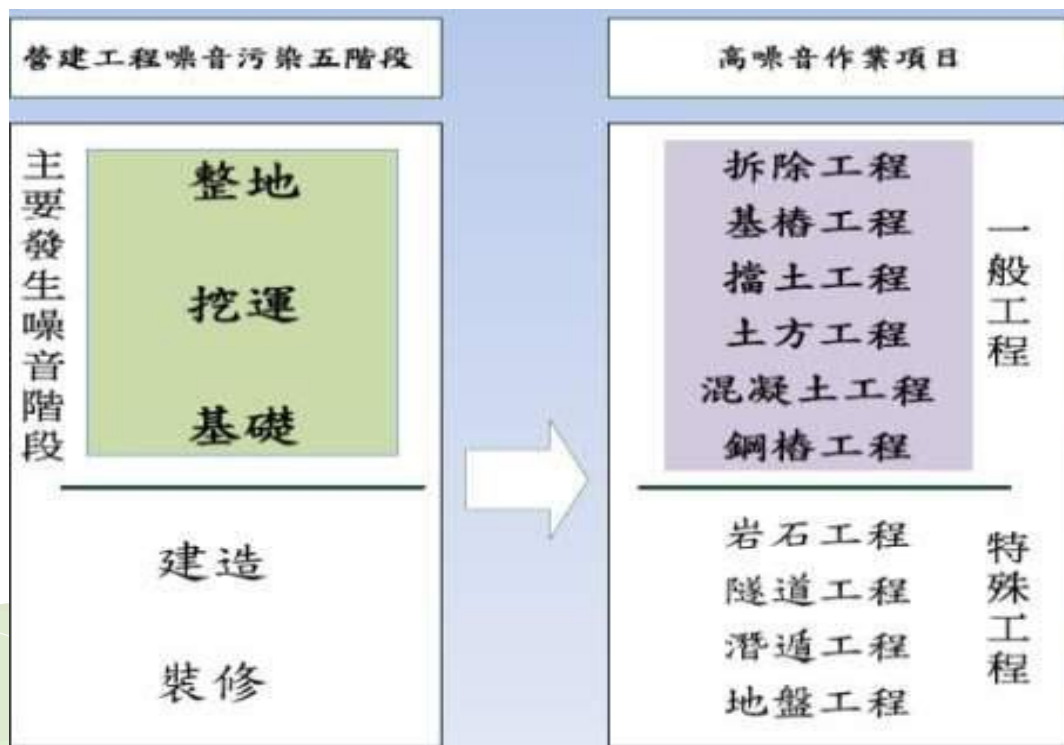 營建工程噪音污染五階段
主要發生噪音階段
整地
挖運
基礎
建造
裝修
高噪音作業項日
拆除工程
基樁工程
擋土工程
土方工程
混凝土工程
鋼樁工程
一般工程
岩石工程
隧道工程
潛遁工程
地盤工程
特殊工程